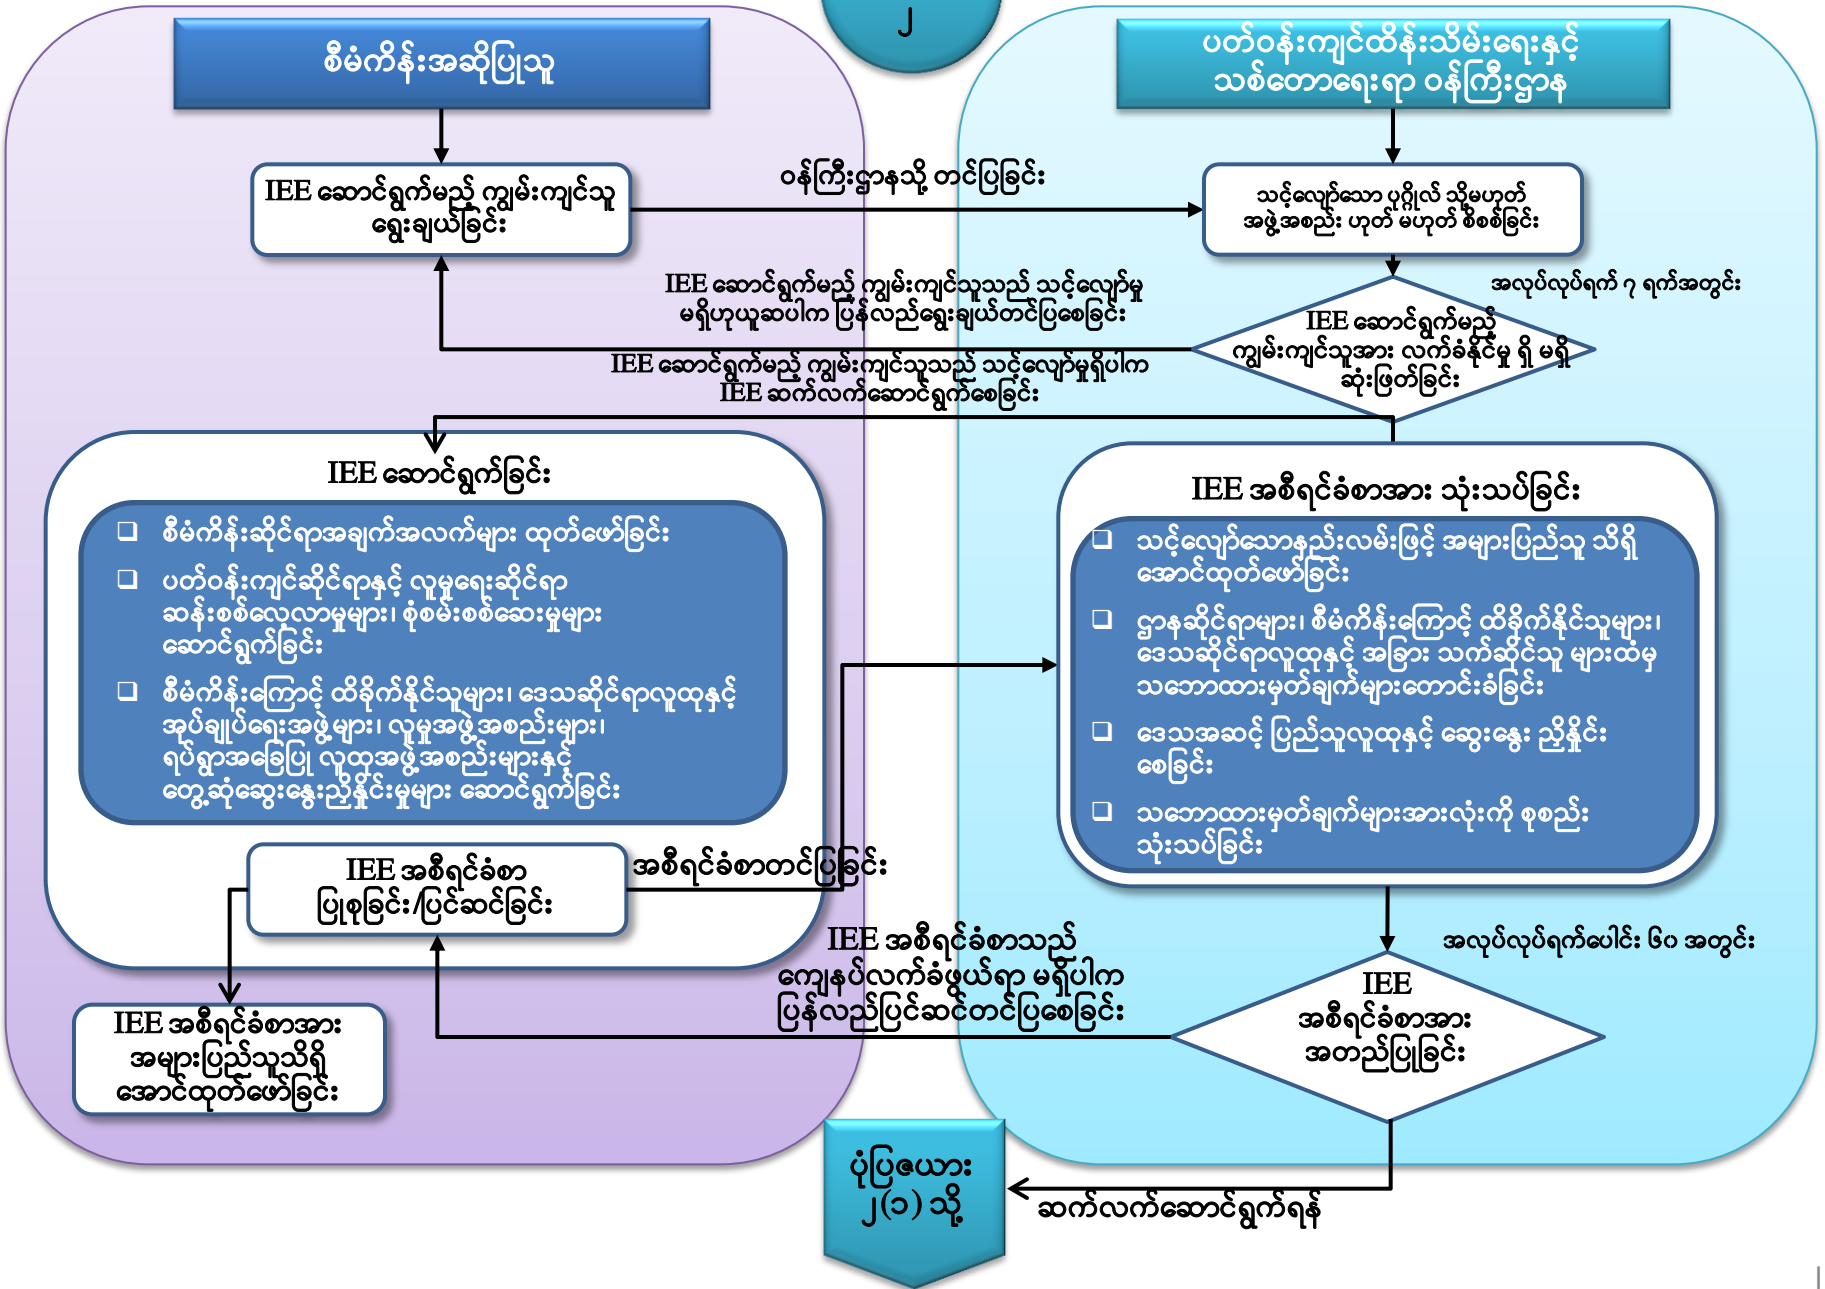 ၂
စီမံကိန်းအဆိုပြုသူ
ပတ်ဝန်းကျင်ထိန်းသိမ်းရေးနှင့်
သစ်တောရေးရာ ဝန်ကြီးဌာန
IEE ဆောင်ရွက်မည့် ကျွမ်းကျင်သူ
ရွေးချယ်ခြင်း
ဝန်ကြီးဌာနသို့ တင်ပြခြင်း
သင့်လျော်သော ပုဂ္ဂိုလ် သို့မဟုတ်
အဖွဲ့အစည်း ဟုတ် မဟုတ် စိစစ်ခြင်း
IEE ဆောင်ရွက်မည့် ကျွမ်းကျင်သူသည် သင့်လျော်မှု
မရှိဟုယူဆပါက ပြန်လည်ရွေးချယ်တင်ပြစေခြင်း
အလုပ်လုပ်ရက် ၇ ရက်အတွင်း
IEE ဆောင်ရွက်မည့်
ကျွမ်းကျင်သူအား လက်ခံနိုင်မှု ရှိ မရှိ
ဆုံးဖြတ်ခြင်း
IEE ဆောင်ရွက်မည့် ကျွမ်းကျင်သူသည် သင့်လျော်မှုရှိပါက
IEE ဆက်လက်ဆောင်ရွက်စေခြင်း
IEE ဆောင်ရွက်ခြင်း
စီမံကိန်းဆိုင်ရာအချက်အလက်များ ထုတ်ဖော်ခြင်း
ပတ်ဝန်းကျင်ဆိုင်ရာနှင့် လူမှုရေးဆိုင်ရာ
ဆန်းစစ်လေ့လာမှုများ၊ စုံစမ်းစစ်ဆေးမှုများ
ဆောင်ရွက်ခြင်း
စီမံကိန်းကြောင့် ထိခိုက်နိုင်သူများ၊ ဒေသဆိုင်ရာလူထုနှင့်
အုပ်ချုပ်ရေးအဖွဲ့များ၊ လူမှုအဖွဲ့အစည်းများ၊
ရပ်ရွာအခြေပြု လူထုအဖွဲ့အစည်းများနှင့်
တွေ့ဆုံဆွေးနွေးညှိနှိုင်းမှုများ ဆောင်ရွက်ခြင်း
IEE အစီရင်ခံစာအား သုံးသပ်ခြင်း
သင့်လျော်သောနည်းလမ်းဖြင့် အများပြည်သူ သိရှိ
အောင်ထုတ်ဖော်ခြင်း
ဌာနဆိုင်ရာများ၊ စီမံကိန်းကြောင့် ထိခိုက်နိုင်သူများ၊
ဒေသဆိုင်ရာလူထုနှင့် အခြား သက်ဆိုင်သူ များထံမှ
သဘောထားမှတ်ချက်များတောင်းခံခြင်း
ဒေသအဆင့် ပြည်သူလူထုနှင့် ဆွေးနွေး ညှိနှိုင်း
စေခြင်း
သဘောထားမှတ်ချက်များအားလုံးကို စုစည်း
သုံးသပ်ခြင်း
IEE အစီရင်ခံစာ
ပြုစုခြင်း/ပြင်ဆင်ခြင်း
အစီရင်ခံစာတင်ပြခြင်း
IEE အစီရင်ခံစာသည်
ကျေနပ်လက်ခံဖွယ်ရာ မရှိပါက
ပြန်လည်ပြင်ဆင်တင်ပြစေခြင်း
အလုပ်လုပ်ရက်ပေါင်း ၆၀ အတွင်း
IEE
အစီရင်ခံစာအား
အတည်ပြုခြင်း
IEE အစီရင်ခံစာအား
အများပြည်သူသိရှိ
အောင်ထုတ်ဖော်ခြင်း
ပုံပြဇယား
၂(၁) သို့
ဆက်လက်ဆောင်ရွက်ရန်